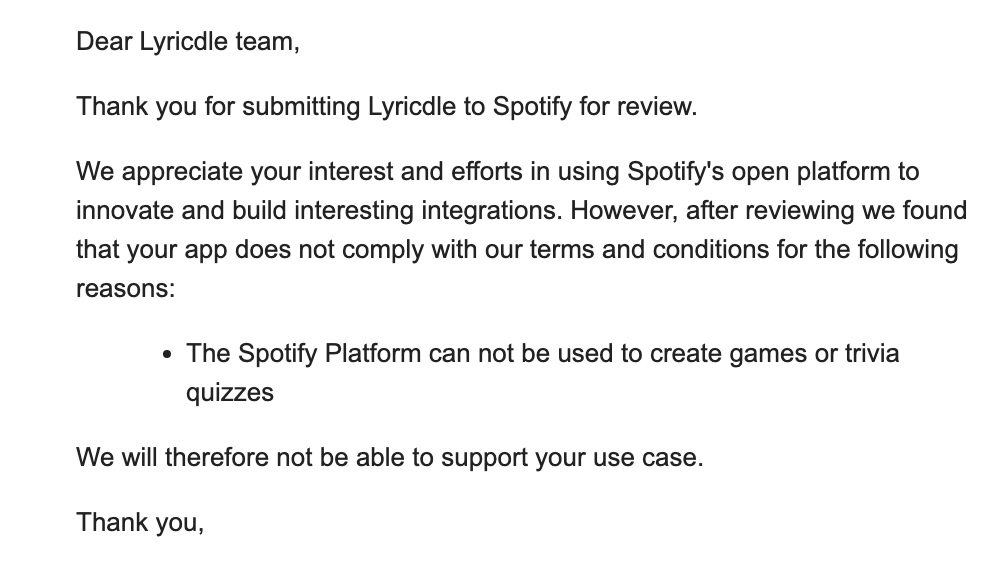 Dear Lyricdle team,
Thank you for submitting Lyricdle to Spotify for review.
We appreciate your interest and efforts in using Spotify's open platform to
innovate and build interesting integrations. However, after reviewing we found
that your app does not comply with our terms and conditions for the following
reasons:
• The Spotify Platform can not be used to create games or trivia
quizzes
We will therefore not be able to support your use case.
Thank you,